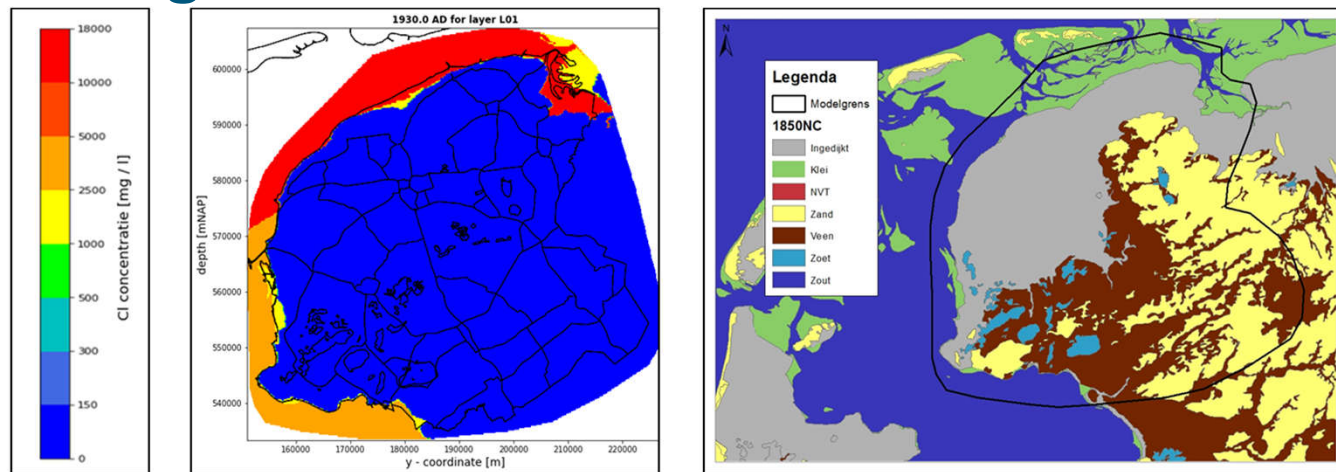 18000
10000
5000
2500
1000
500
300
150
0
Cl concentratie [mg / l]
1930.0 AD for layer L01
600000
590000
580000
570000
560000
550000
540000
depth [mNAP]
160000 170000 180000 190000 200000 210000 220000
y - coordinate [m]
N
Legenda
Modelgrens
1850NC
Ingedijkt
Klei
NVT
Zand
Veen
Zoet
Zout